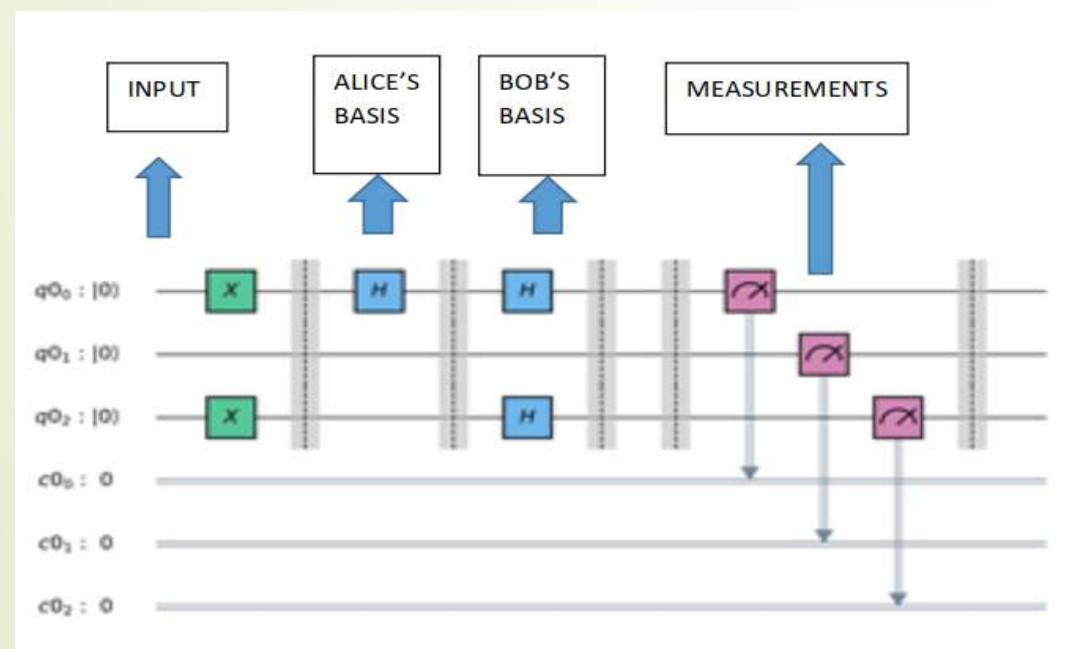 INPUT
ALICE'S
BASIS
BOB'S
BASIS
MEASUREMENTS
q0₀ : |0⟩
X
H
H
q0₁ : |0⟩
q0₂ : |0⟩
X
H
c0₀ : 0
c0₁ : 0
c0₂ : 0